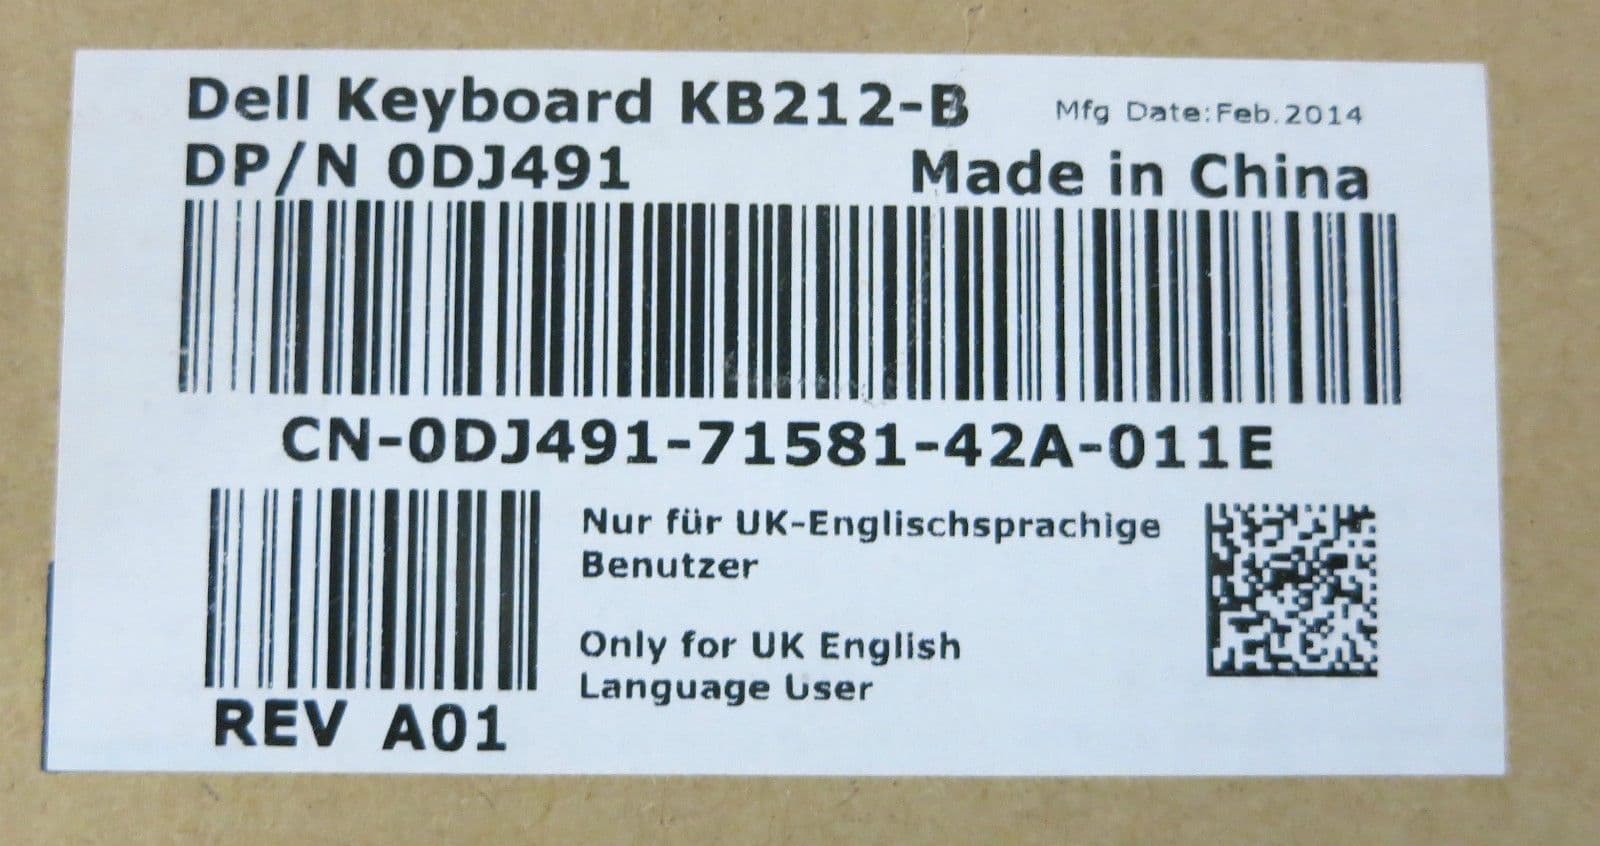 Dell Keyboard KB212-B
Mfg Date:Feb.2014
DP/N 0DJ491
Made in China
CN-0DJ491-71581-42A-011E
Nur für UK-Englischsprachige
Benutzer
Only for UK English
Language User
REV A01